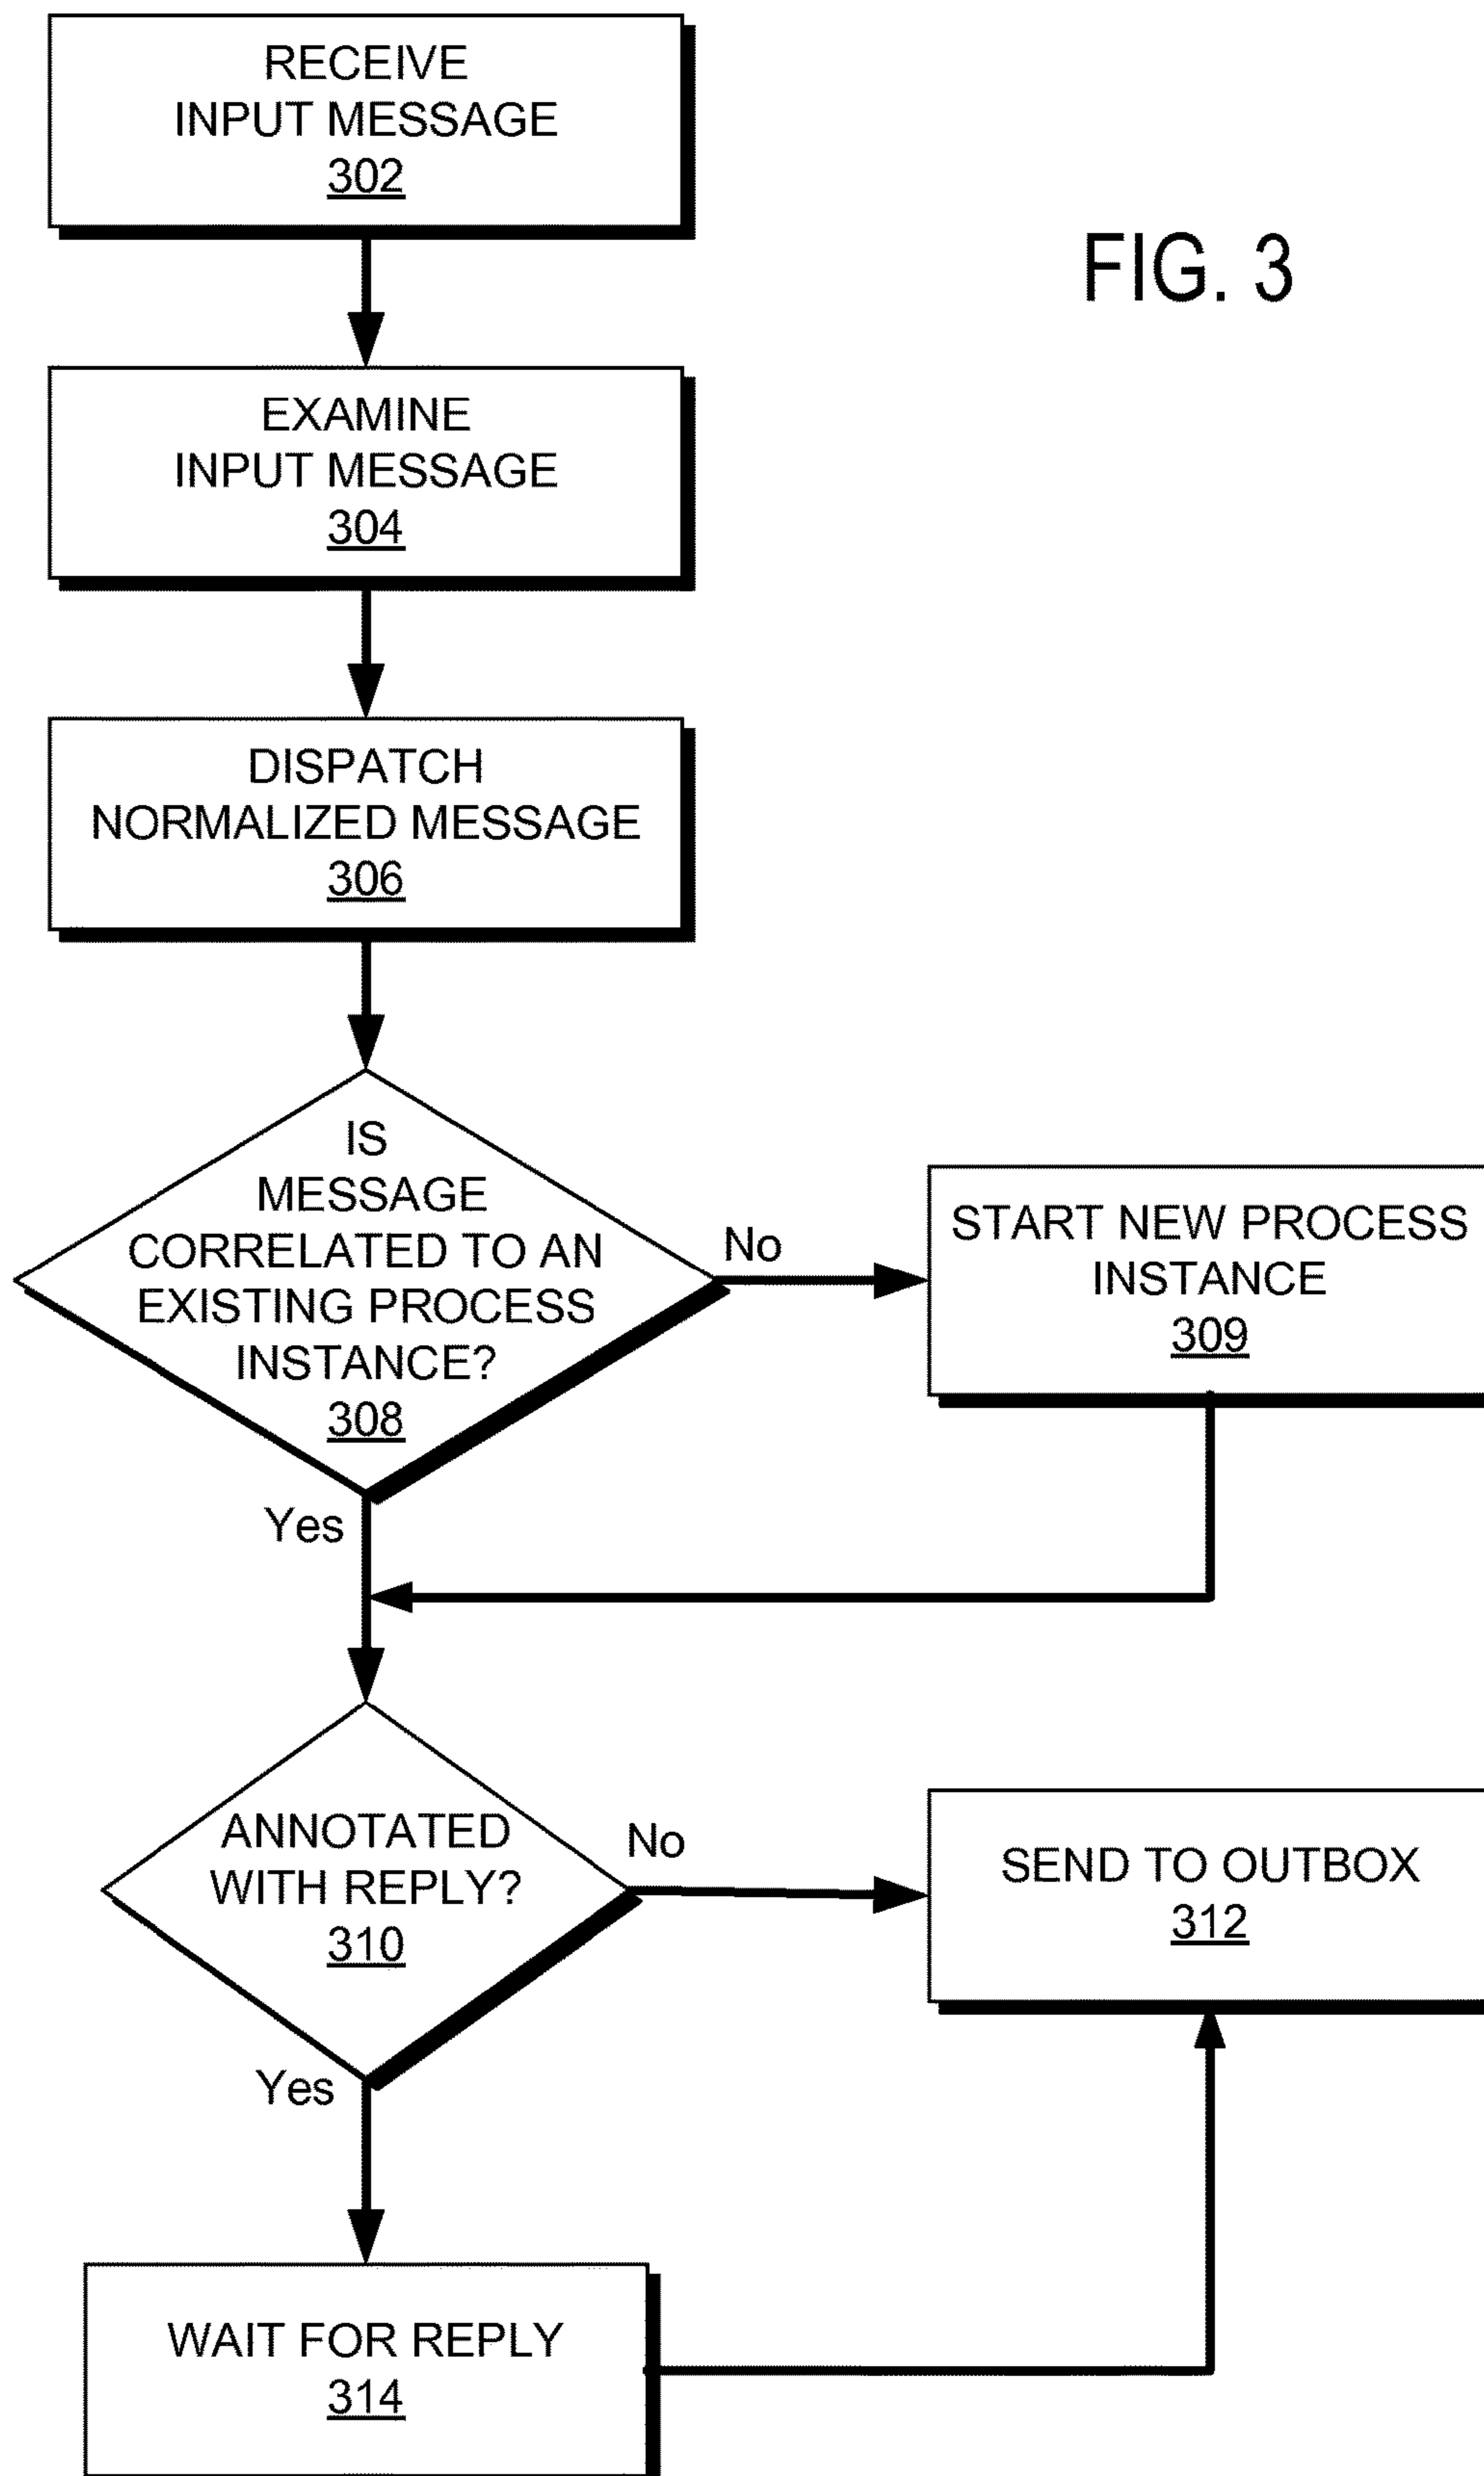 RECEIVE
INPUT MESSAGE
302
FIG. 3
EXAMINE
INPUT MESSAGE
304
DISPATCH
NORMALIZED MESSAGE
306
IS
MESSAGE
CORRELATED TO AN
EXISTING PROCESS
INSTANCE?
308
No
START NEW PROCESS
INSTANCE
309
Yes
ANNOTATED
WITH REPLY?
310
No
SEND TO OUTBOX
312
Yes
WAIT FOR REPLY
314